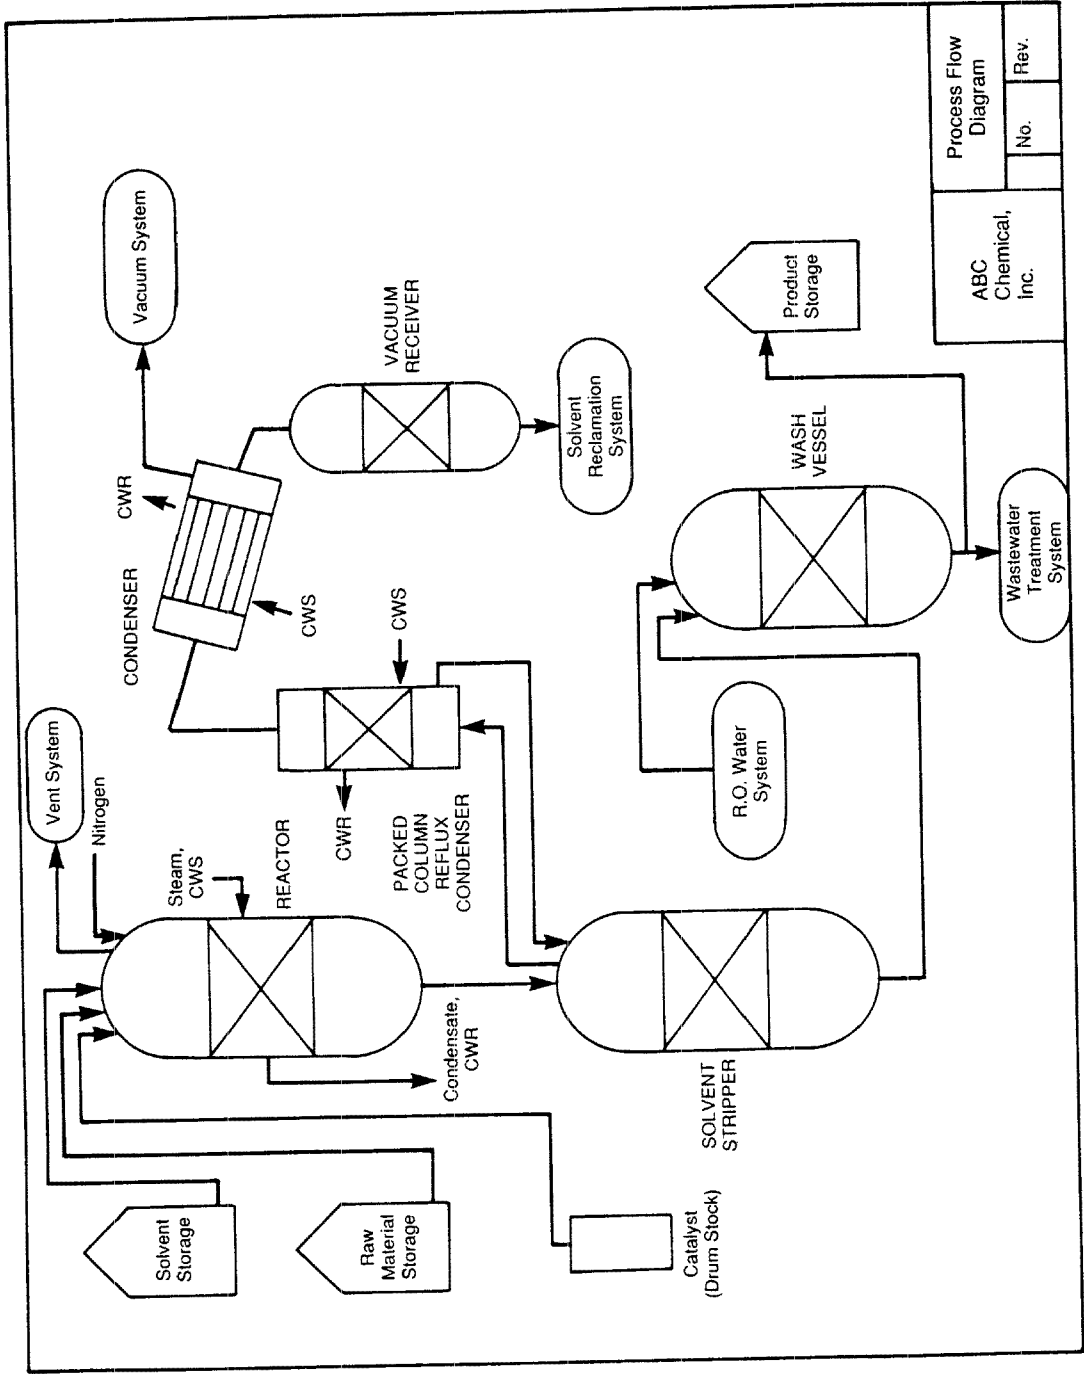 Solvent
Storage
Raw
Material
Storage
Catalyst
(Drum Stock)
Vent System
Nitrogen
Steam,
CWS
REACTOR
Condensate,
CWR
SOLVENT
STRIPPER
PACKED
COLUMN
REFLUX
CONDENSER
CWR
CWS
CONDENSER
CWS
CWR
Vacuum System
VACUUM
RECEIVER
Solvent
Reclamation
System
R.O. Water
System
WASH
VESSEL
Wastewater
Treatment
System
Product
Storage
ABC
Chemical,
Inc.
Process Flow
Diagram
No.
Rev.